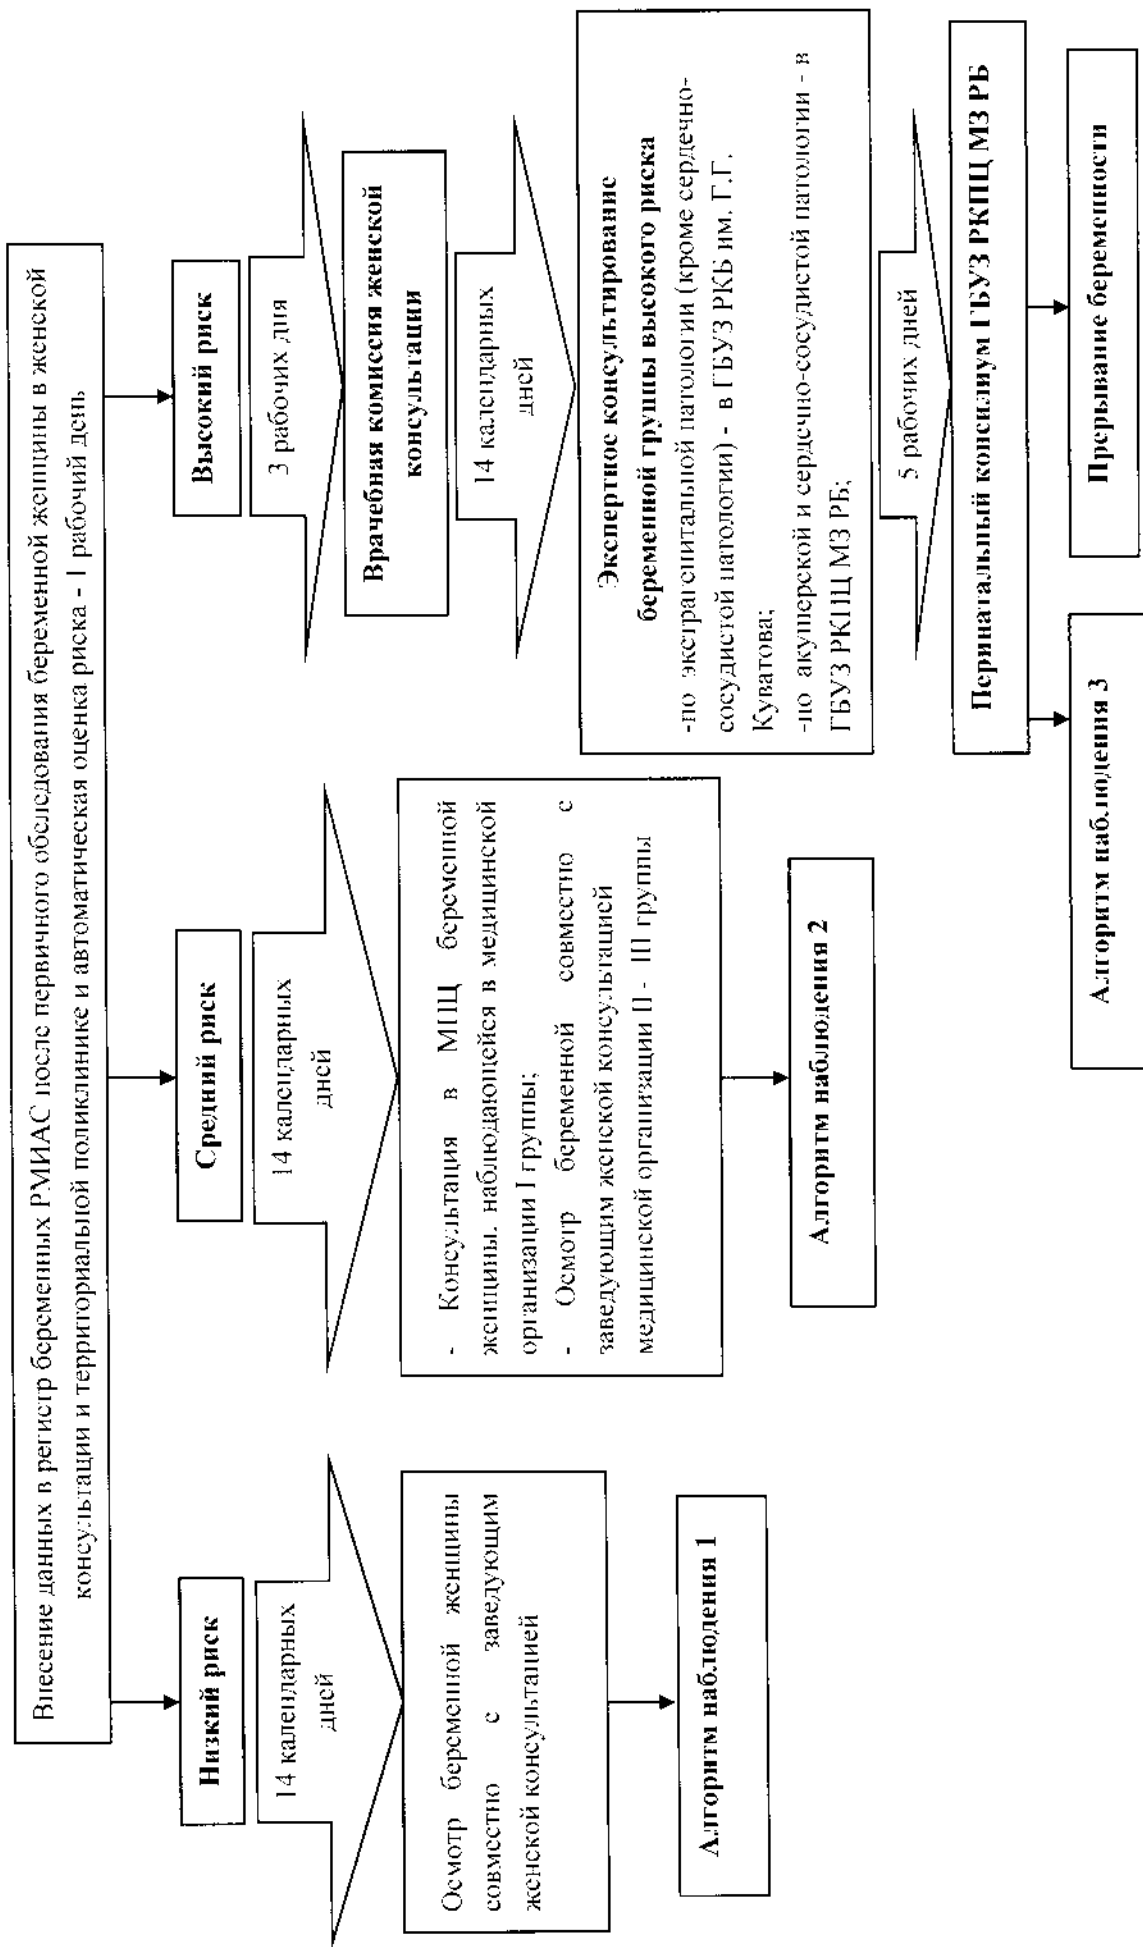 Внесение данных в регистр беременных РМИАС после первичного обследования беременной женщины в женской
консультации и территориальной поликлинике и автоматическая оценка риска - 1 рабочий день
Низкий риск
14 календарных
дней
Осмотр беременной женщины
совместно с заведующим
женской консультацией
Алгоритм наблюдения 1
Средний риск
14 календарных
дней
- Консультация в МПЦ беременной
женщины, наблюдающейся в медицинской
организации I группы;
- Осмотр беременной совместно с
заведующим женской консультацией
медицинской организации II - III группы
Алгоритм наблюдения 2
Высокий риск
3 рабочих дня
Врачебная комиссия женской
консультации
14 календарных
дней
Экспертное консультирование
беременной группы высокого риска
-по экстрагенитальной патологии (кроме сердечно-
сосудистой патологии) - в ГБУЗ РКБ им. Г.Г.
Куватова;
-по акушерской и сердечно-сосудистой патологии - в
ГБУЗ РКПЦ МЗ РБ;
5 рабочих дней
Перинатальный консилиум ГБУЗ РКПЦ МЗ РБ
Алгоритм наблюдения 3
Прерывание беременности